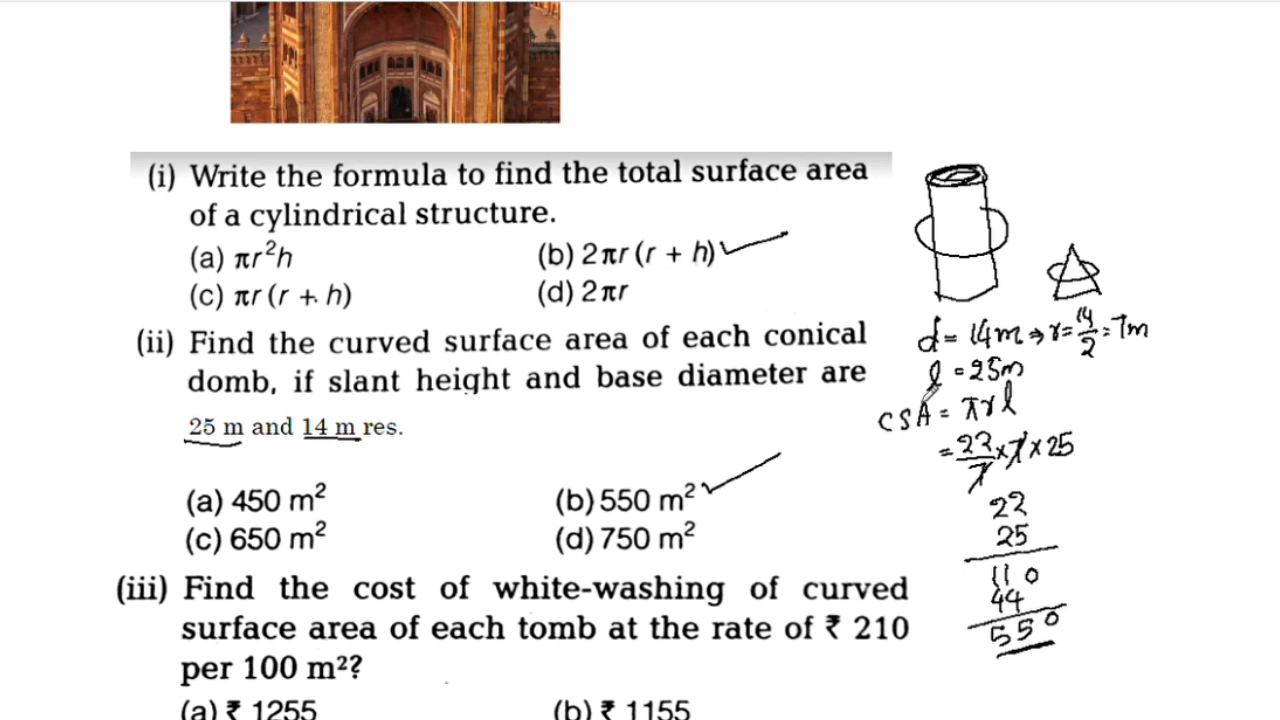 (i) Write the formula to find the total surface area
of a cylindrical structure.
(a) πr²h (b) 2πr (r + h)
(c) πr (r + h) (d) 2πr
(ii) Find the curved surface area of each conical
domb, if slant height and base diameter are
25 m and 14 m res.
(a) 450 m² (b) 550 m²
(c) 650 m² (d) 750 m²
(iii) Find the cost of white-washing of curved
surface area of each tomb at the rate of ₹ 210
per 100 m²?
(a) ₹ 1255 (b) ₹ 1155
d = 14m ⇒ r = 14/2 = 7m
l = 25m
CSA = πrl
= 22/7 × 7 × 25
22
25
110
44
550